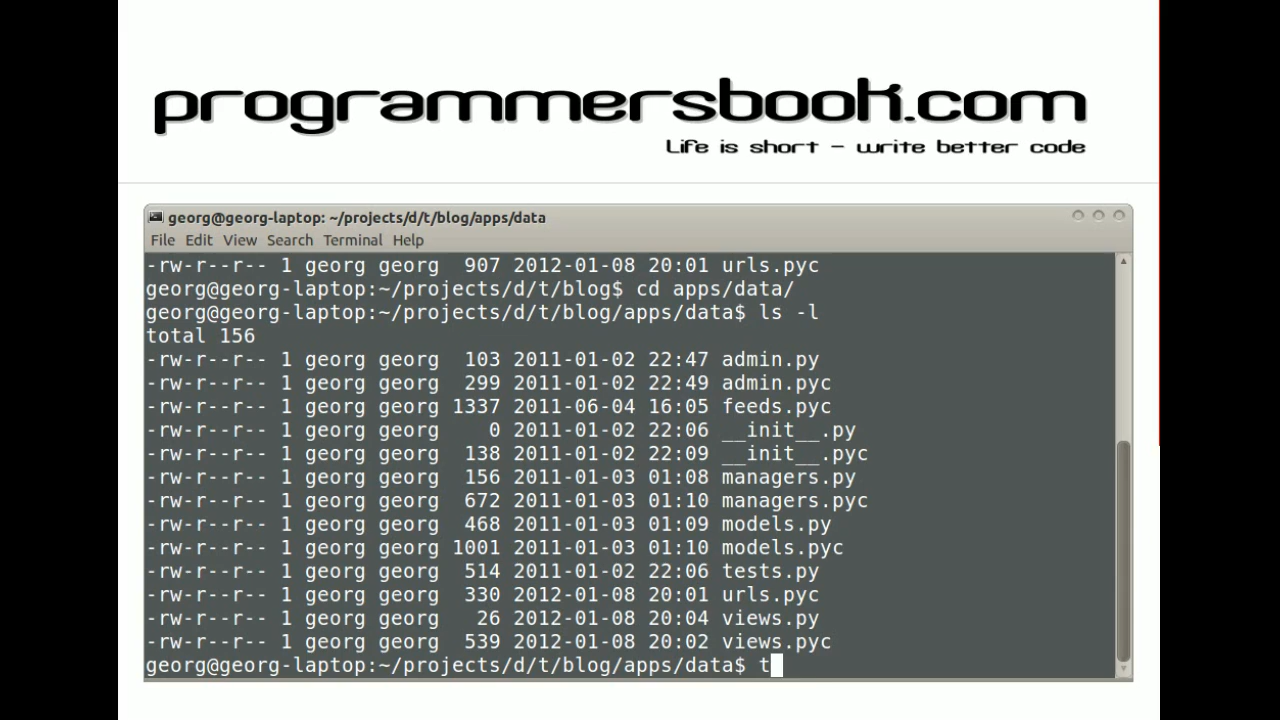 programmersbook.com
Life is short - write better code
georg@georg-laptop: ~/projects/d/t/blog/apps/data
File Edit View Search Terminal Help
-rw-r--r-- 1 georg georg  907 2012-01-08 20:01 urls.pyc
georg@georg-laptop:~/projects/d/t/blog$ cd apps/data/
georg@georg-laptop:~/projects/d/t/blog/apps/data$ ls -l
total 156
-rw-r--r-- 1 georg georg  103 2011-01-02 22:47 admin.py
-rw-r--r-- 1 georg georg  299 2011-01-02 22:49 admin.pyc
-rw-r--r-- 1 georg georg 1337 2011-06-04 16:05 feeds.pyc
-rw-r--r-- 1 georg georg    0 2011-01-02 22:06 __init__.py
-rw-r--r-- 1 georg georg  138 2011-01-02 22:09 __init__.pyc
-rw-r--r-- 1 georg georg  156 2011-01-03 01:08 managers.py
-rw-r--r-- 1 georg georg  672 2011-01-03 01:10 managers.pyc
-rw-r--r-- 1 georg georg  468 2011-01-03 01:09 models.py
-rw-r--r-- 1 georg georg 1001 2011-01-03 01:10 models.pyc
-rw-r--r-- 1 georg georg  514 2011-01-02 22:06 tests.py
-rw-r--r-- 1 georg georg  330 2012-01-08 20:01 urls.pyc
-rw-r--r-- 1 georg georg   26 2012-01-08 20:04 views.py
-rw-r--r-- 1 georg georg  539 2012-01-08 20:02 views.pyc
georg@georg-laptop:~/projects/d/t/blog/apps/data$ t